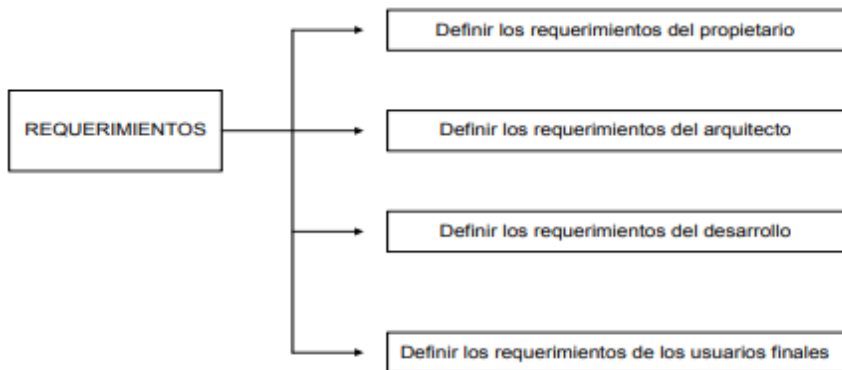 Definir los requerimientos del propietario
REQUERIMIENTOS
Definir los requerimientos del arquitecto
Definir los requerimientos del desarrollo
Definir los requerimientos de los usuarios finales